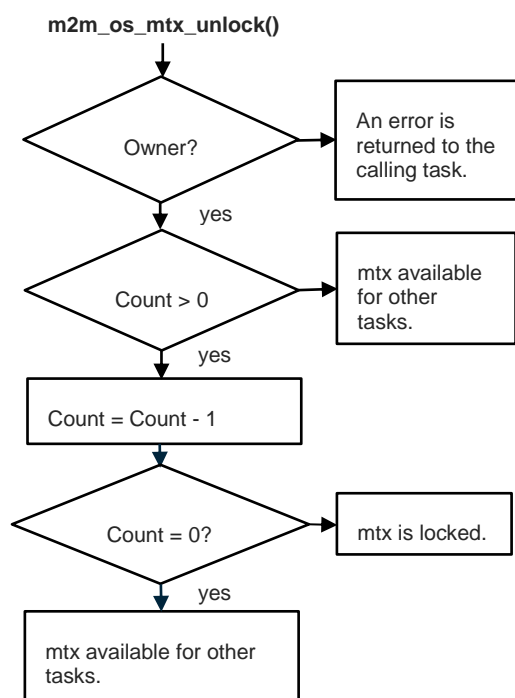 m2m_os_mtx_unlock()
Owner?
An error is
returned to the
calling task.
yes
Count > 0
mtx available
for other
tasks.
yes
Count = Count - 1
Count = 0?
mtx is locked.
yes
mtx available for other
tasks.